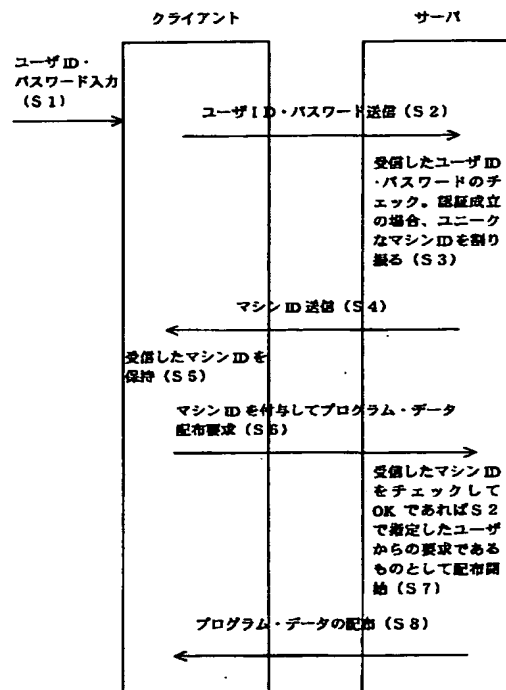 クライアント
サーバ
ユーザID・
パスワード入力
(S1)
ユーザID・パスワード送信(S2)
受信したユーザID
・パスワードのチ
ェック。認証成立
の場合、ユニーク
なマシンIDを割り
振る(S3)
マシンID送信(S4)
受信したマシンIDを
保持(S5)
マシンIDを付与してプログラム・データ
配布要求(S6)
受信したマシンID
をチェックして
OKであればS2
で推定したユーザ
からの要求である
ものとして配布開
始(S7)
プログラム・データの配布(S8)